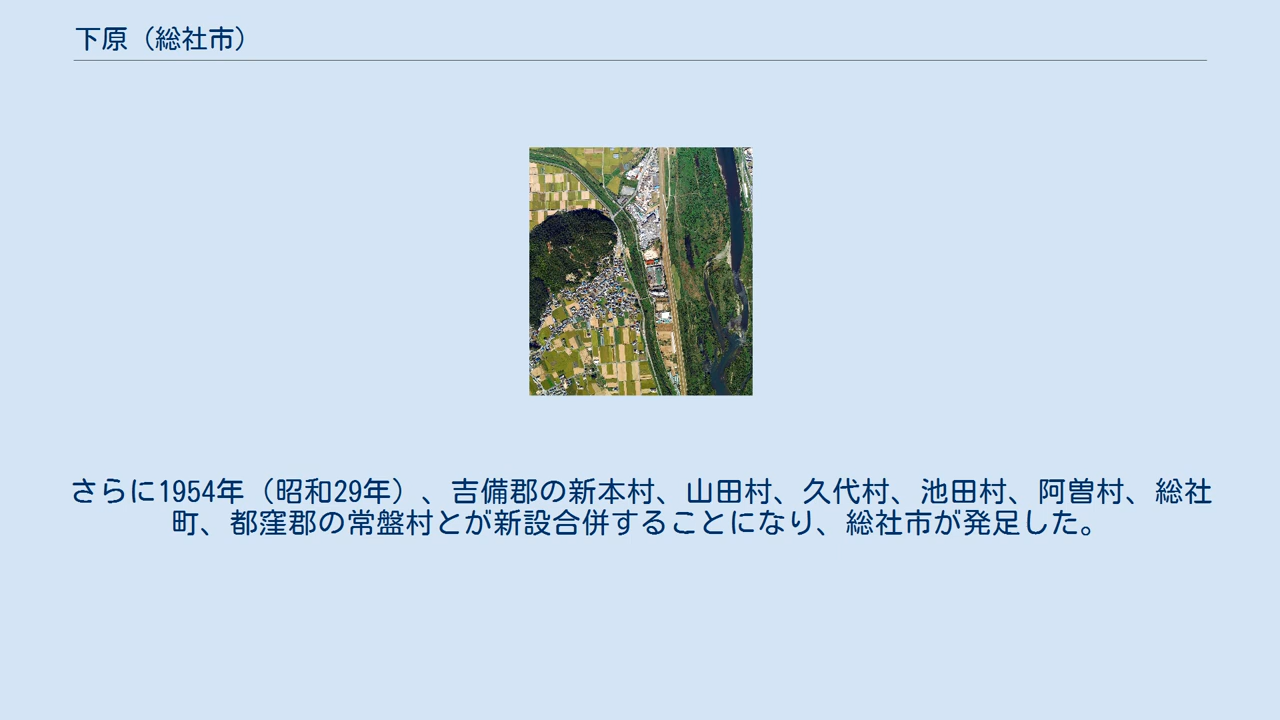 下原（総社市）
さらに1954年（昭和29年）、吉備郡の新本村、山田村、久代村、池田村、阿曽村、総社
町、都窪郡の常盤村とが新設合併することになり、総社市が発足した。